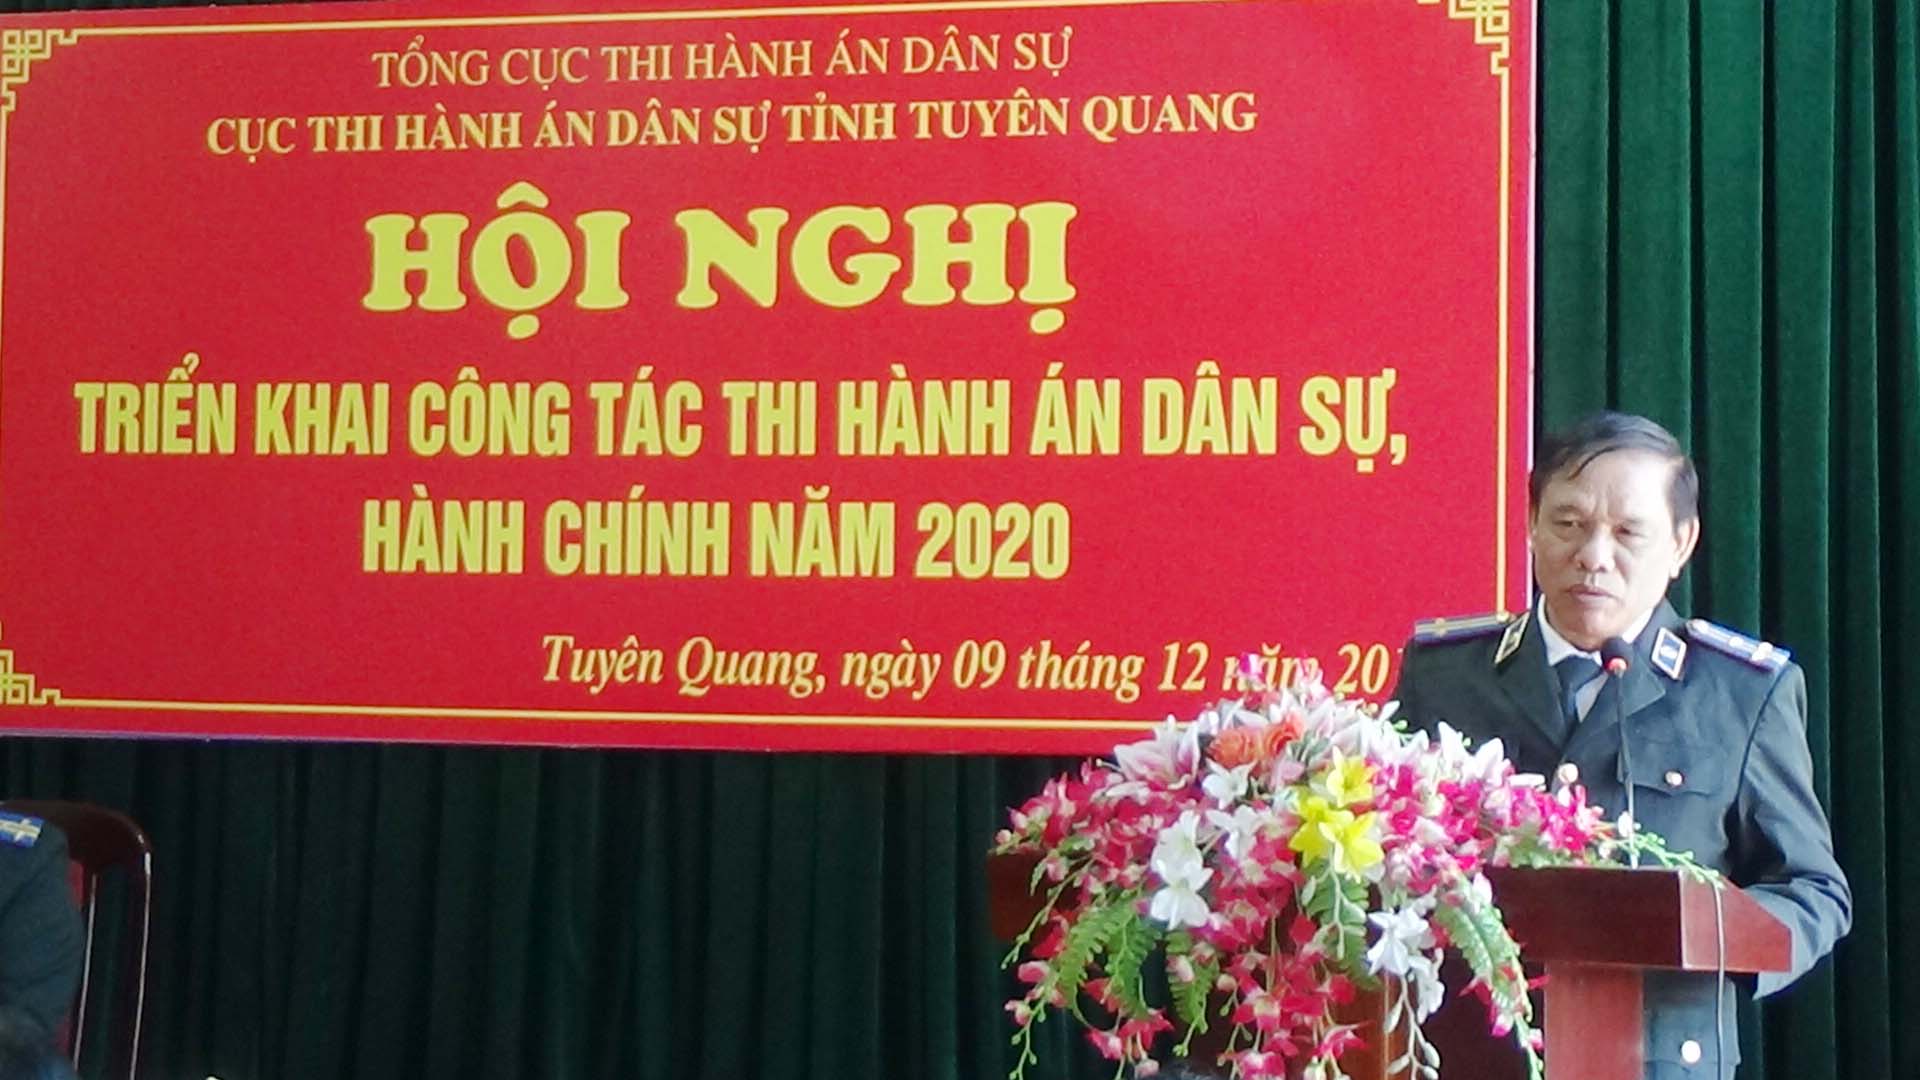 TỔNG CỤC THI HÀNH ÁN DÂN SỰ
CỤC THI HÀNH ÁN DÂN SỰ TỈNH TUYÊN QUANG
HỘI NGHỊ
TRIỂN KHAI CÔNG TÁC THI HÀNH ÁN DÂN SỰ,
HÀNH CHÍNH NĂM 2020
Tuyên Quang, ngày 09 tháng 12 năm